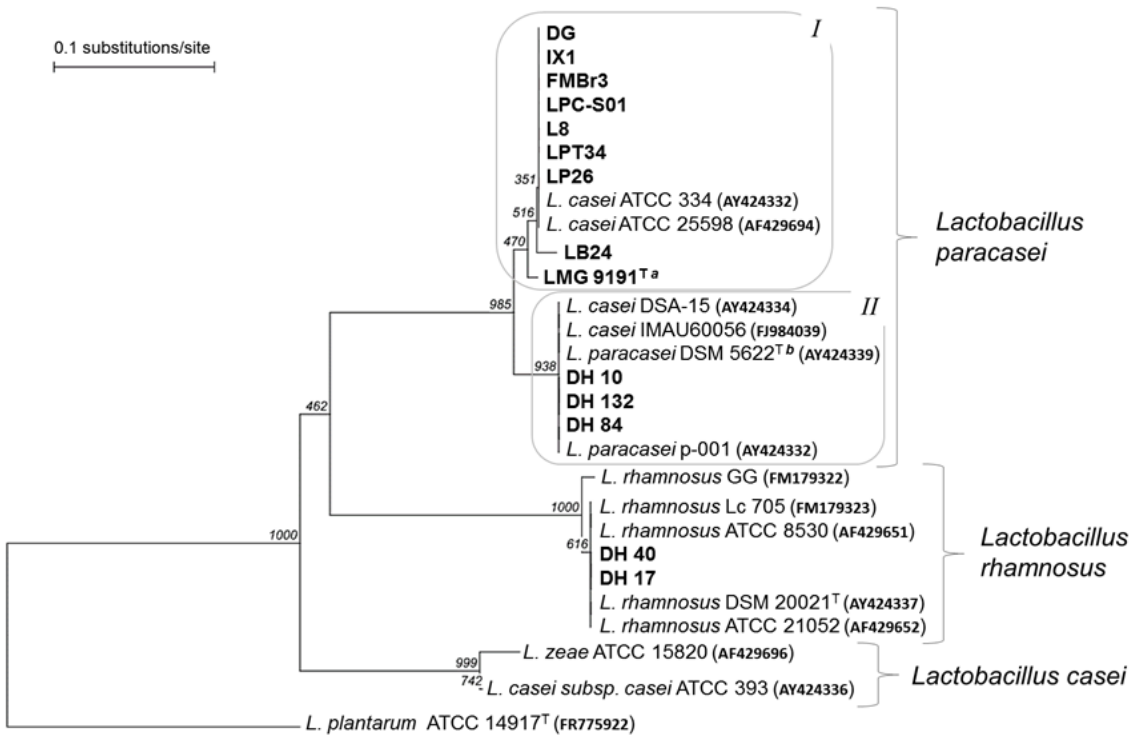 0.1 substitutions/site
I
DG
IX1
FMBr3
LPC-S01
L8
LPT34
LP26
351
L. casei ATCC 334 (AY424332)
516
L. casei ATCC 25598 (AF429694)
470
LB24
LMG 9191ᵀ ᵃ
Lactobacillus
paracasei
985
L. casei DSA-15 (AY424334)
II
L. casei IMAU60056 (FJ984039)
L. paracasei DSM 5622ᵀ ᵇ (AY424339)
938
DH 10
DH 132
DH 84
462
L. paracasei p-001 (AY424332)
L. rhamnosus GG (FM179322)
1000
L. rhamnosus Lc 705 (FM179323)
L. rhamnosus ATCC 8530 (AF429651)
616
DH 40
DH 17
Lactobacillus
rhamnosus
1000
L. rhamnosus DSM 20021ᵀ (AY424337)
L. rhamnosus ATCC 21052 (AF429652)
L. zeae ATCC 15820 (AF429696)
999
742
L. casei subsp. casei ATCC 393 (AY424336)
Lactobacillus casei
L. plantarum ATCC 14917ᵀ (FR775922)